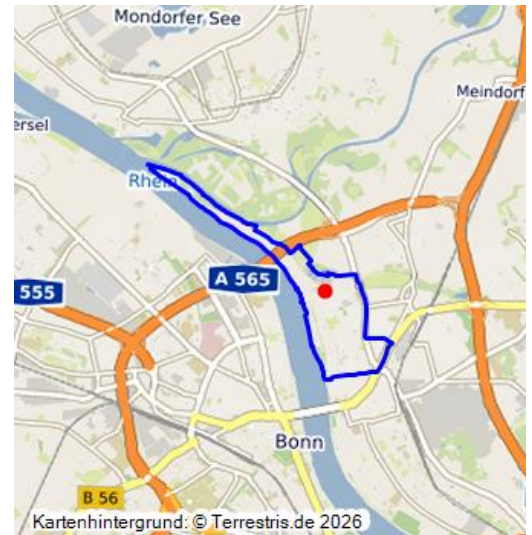 Mondorfer See
Meindorf
ersel
Rhein
A 565
555
Bonn
B 56
Kartenhintergrund: © Terrestris.de 2026